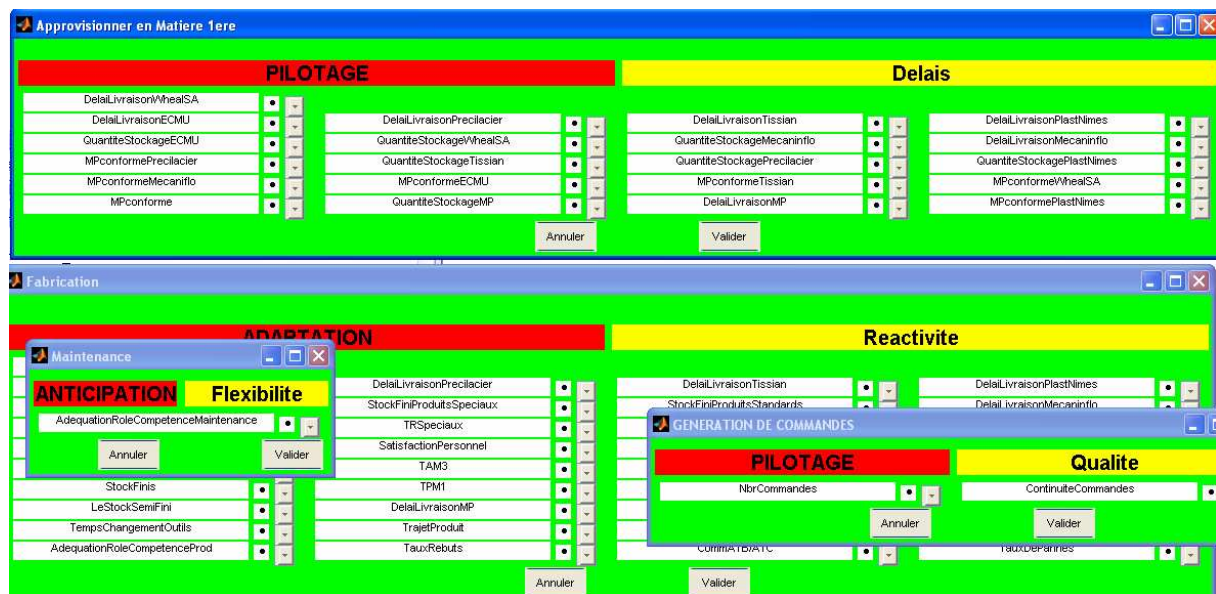 Approvisionner en Matiere 1ere
PILOTAGE Delais
DelaiLivraisonWhealSA
DelaiLivraisonECMU DelaiLivraisonPrecilacier DelaiLivraisonTissian DelaiLivraisonPlastNimes
QuantiteStockageECMU QuantiteStockageWhealSA QuantiteStockageMecaninflo DelaiLivraisonMecaninflo
MPconformePrecilacier QuantiteStockageTissian QuantiteStockagePrecilacier QuantiteStockagePlastNimes
MPconformeMecaniflo MPconformeECMU MPconformeTissian MPconformeWhealSA
MPconforme QuantiteStockageMP DelaiLivraisonMP MPconformePlastNimes
Annuler Valider
Fabrication
ADAPTATION Reactivite
Maintenance
ANTICIPATION Flexibilite
AdequationRoleCompetenceMaintenance
Annuler Valider
DelaiLivraisonPrecilacier DelaiLivraisonTissian DelaiLivraisonPlastNimes
StockFiniProduitsSpeciaux StockFiniProduitsStandards DelaiLivraisonMecaninflo
TRSpeciaux
SatisfactionPersonnel
TAM3
GENERATION DE COMMANDES
PILOTAGE Qualite
NbrCommandes ContinuiteCommandes
Annuler Valider
StockFinis TPM1
LeStockSemiFini DelaiLivraisonMP
TempsChangementOutils TrajetProduit
AdequationRoleCompetenceProd TauxRebuts CommATB/ATC TauxDePannes
Annuler Valider